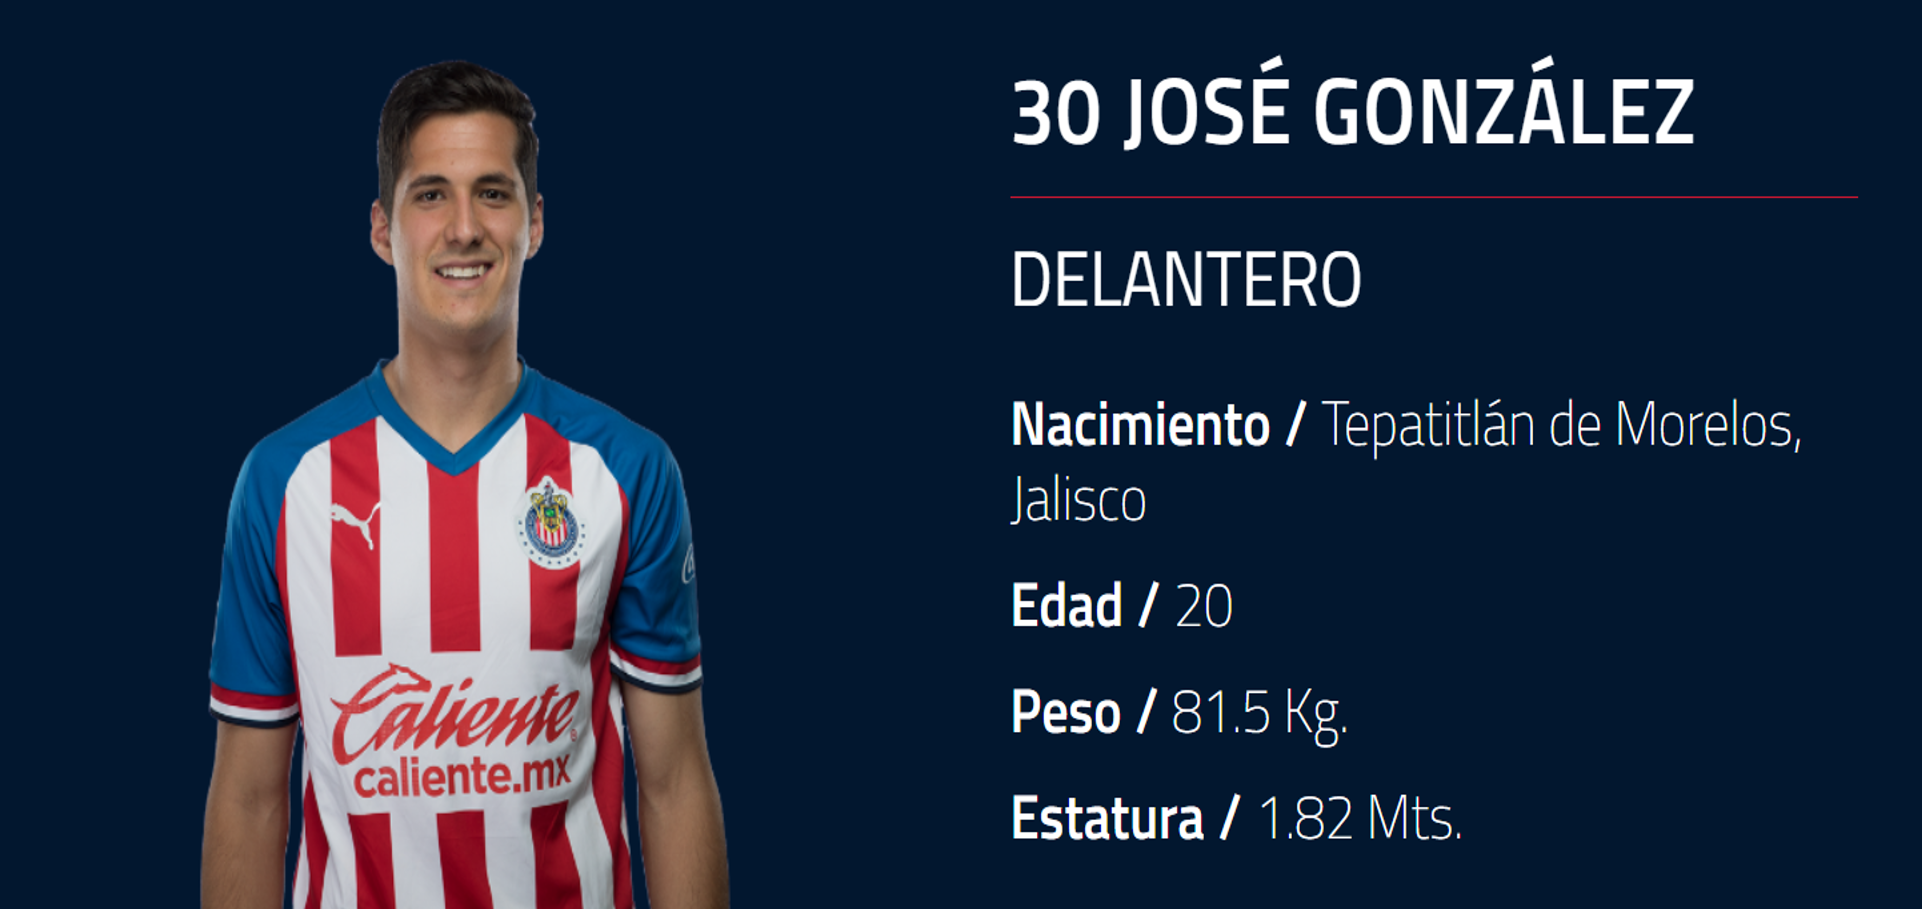 30 JOSÉ GONZÁLEZ
DELANTERO
Nacimiento / Tepatitlán de Morelos,
Jalisco
Edad / 20
Peso / 81.5 Kg.
Estatura / 1.82 Mts.
Caliente
caliente.mx